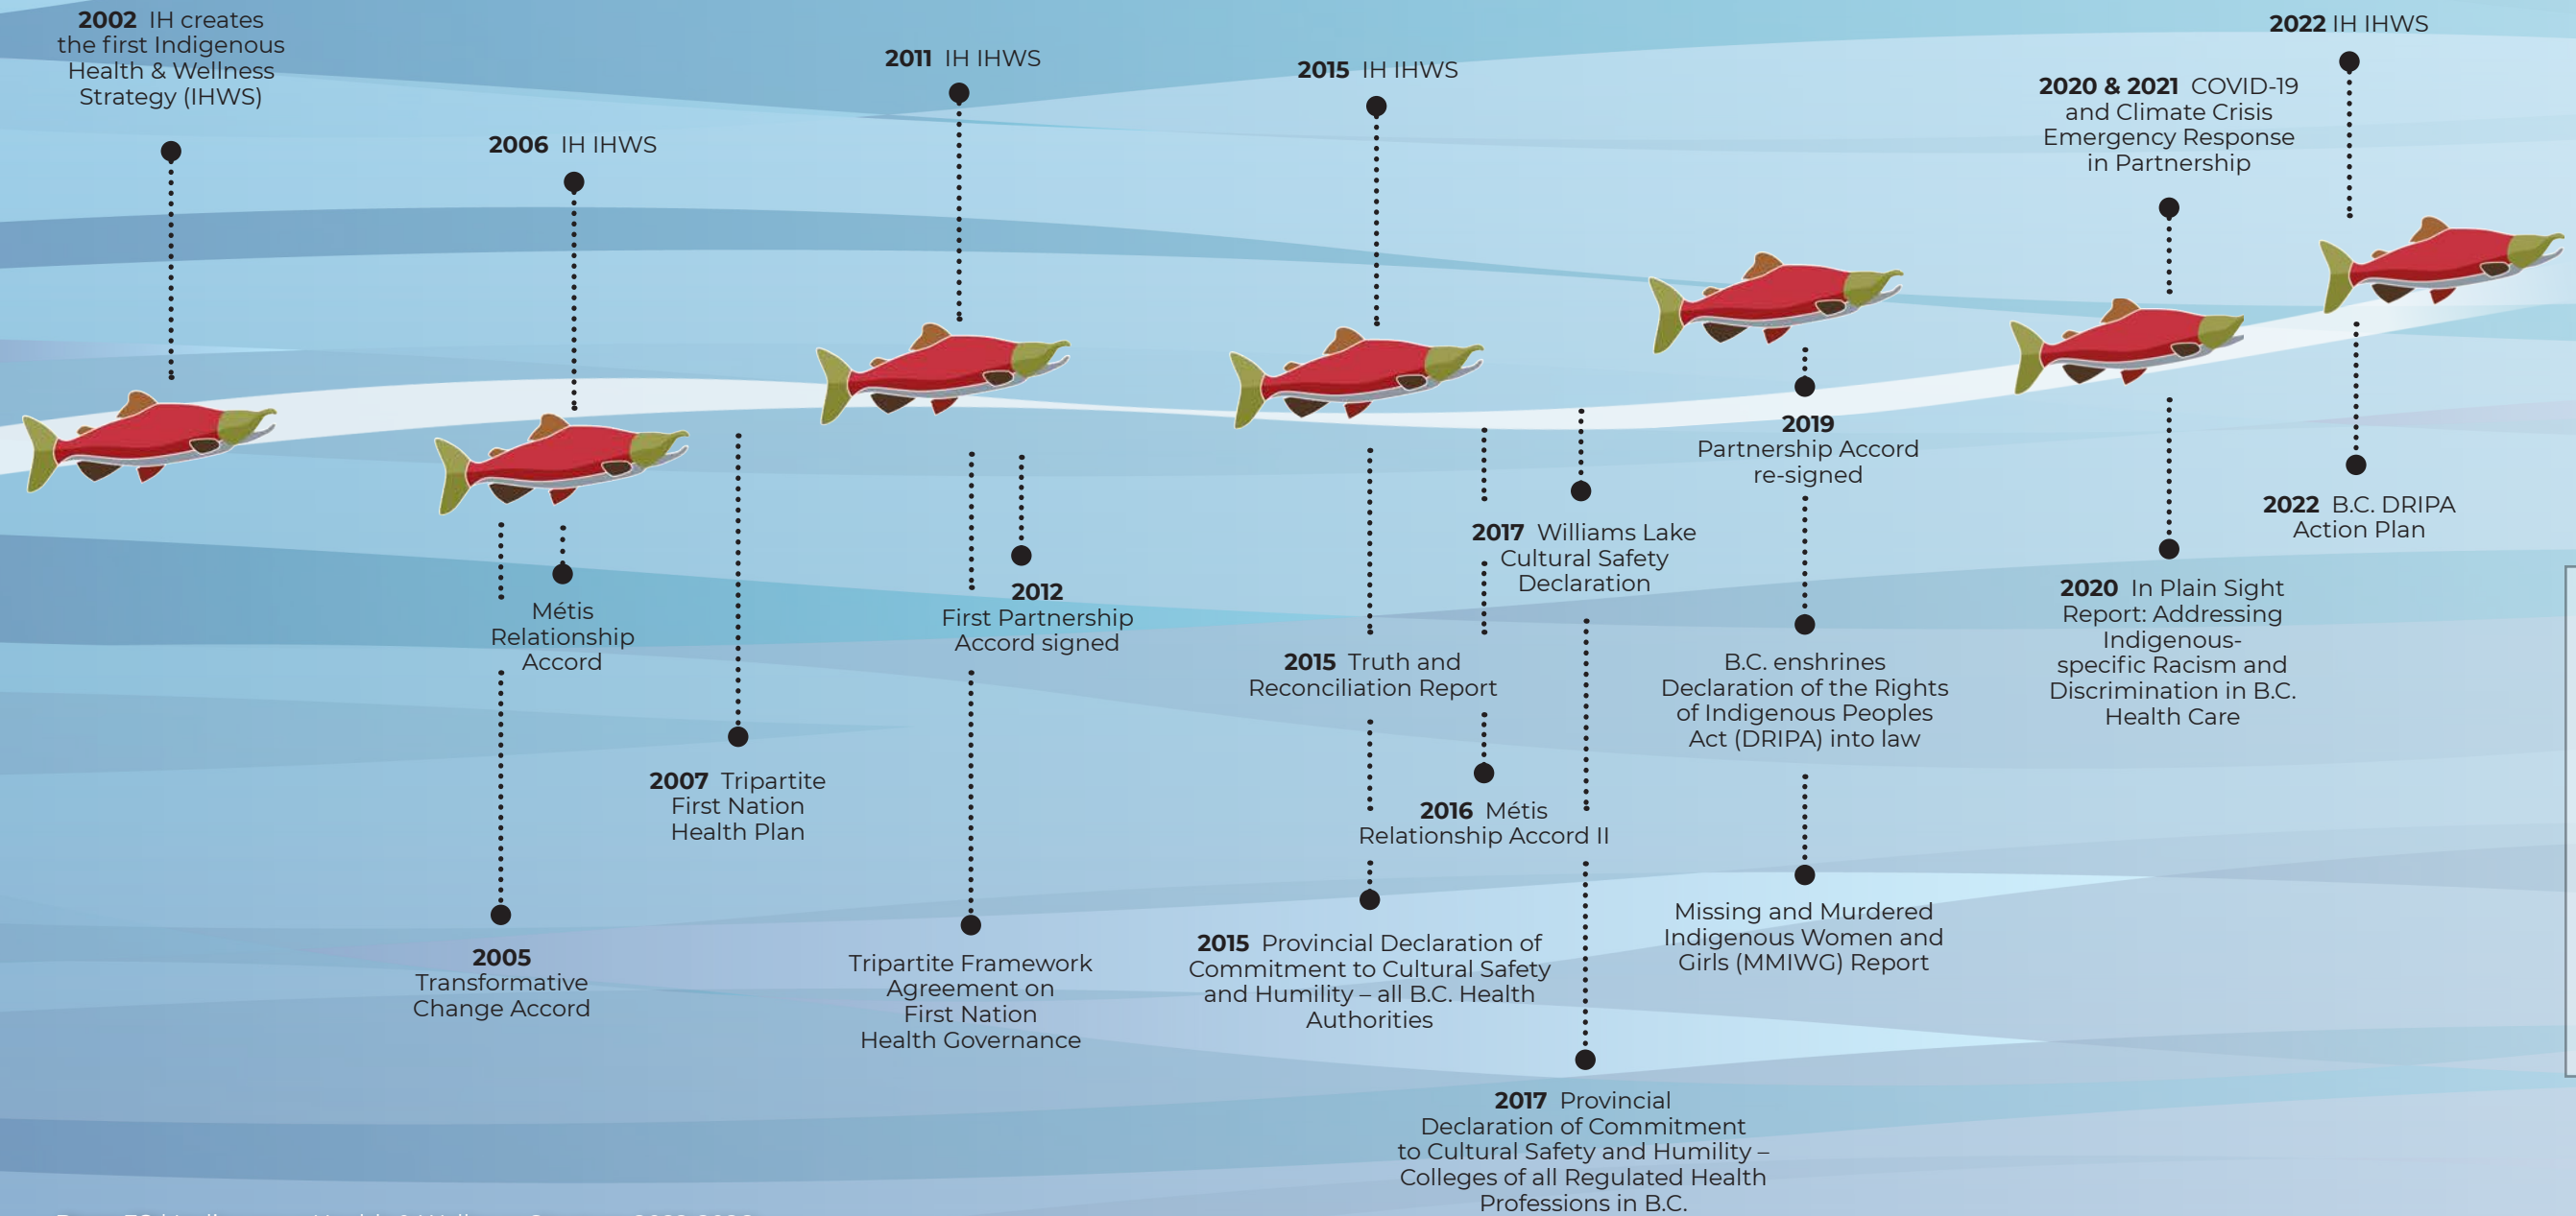 2002 IH creates
the first Indigenous
Health & Wellness
Strategy (IHWS)
2006 IH IHWS
2011 IH IHWS
2015 IH IHWS
2020 & 2021 COVID-19
and Climate Crisis
Emergency Response
in Partnership
2022 IH IHWS
Métis
Relationship
Accord
2005
Transformative
Change Accord
2007 Tripartite
First Nation
Health Plan
2012
First Partnership
Accord signed
Tripartite Framework
Agreement on
First Nation
Health Governance
2015 Truth and
Reconciliation Report
2015 Provincial Declaration of
Commitment to Cultural Safety
and Humility – all B.C. Health
Authorities
2016 Métis
Relationship Accord II
2017 Williams Lake
Cultural Safety
Declaration
2017 Provincial
Declaration of Commitment
to Cultural Safety and Humility –
Colleges of all Regulated Health
Professions in B.C.
2019
Partnership Accord
re-signed
B.C. enshrines
Declaration of the Rights
of Indigenous Peoples
Act (DRIPA) into law
Missing and Murdered
Indigenous Women and
Girls (MMIWG) Report
2020 In Plain Sight
Report: Addressing
Indigenous-
specific Racism and
Discrimination in B.C.
Health Care
2022 B.C. DRIPA
Action Plan